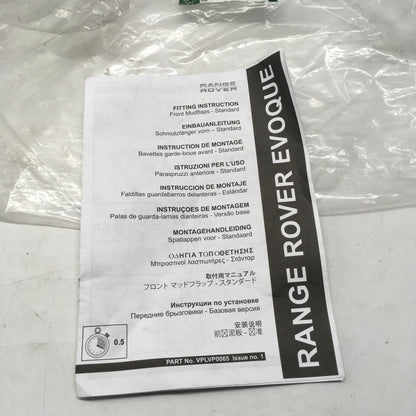 RANGE
ROVER
FITTING INSTRUCTION
Front Mudflaps - Standard
EINBAUANLEITUNG
Schmutzfänger vorn – Standard
INSTRUCTION DE MONTAGE
Bavettes garde-boue avant - Standard
ISTRUZIONI PER L'USO
Paraspruzzi anteriore - Standard
INSTRUCCION DE MONTAJE
Faldillas guardabarros delanteras - Estándar
INSTRUÇOES DE MONTAGEM
Palas de guarda-lamas dianteiras - Versão base
MONTAGEHANDLEIDING
Spatlappen voor - Standaard
ΟΔΗΓΙΑ ΤΟΠΟΘΕΤΗΣΗΣ
Μπροστινοί λασπωτήρες - Στάνταρ
取付用マニュアル
フロント マッドフラップ - スタンダード
Инструкции по установке
Передние брызговики - Базовая версия
安装说明
前□泥板 - □准
0.5
PART No. VPLVP0065 Issue no. 1
RANGE ROVER EVOQUE